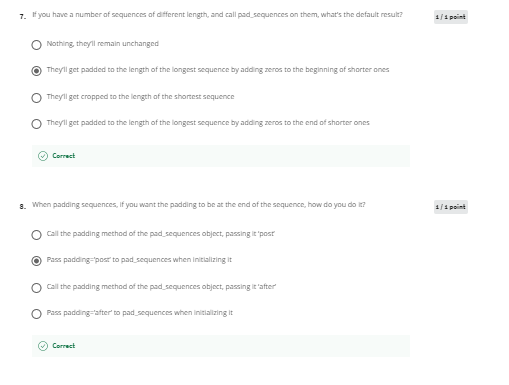 7. If you have a number of sequences of different length, and call pad_sequences on them, what's the default result?
1 / 1 point
Nothing, they'll remain unchanged
They'll get padded to the length of the longest sequence by adding zeros to the beginning of shorter ones
They'll get cropped to the length of the shortest sequence
They'll get padded to the length of the longest sequence by adding zeros to the end of shorter ones
Correct
8. When padding sequences, if you want the padding to be at the end of the sequence, how do you do it?
1 / 1 point
Call the padding method of the pad_sequences object, passing it 'post'
Pass padding='post' to pad_sequences when initializing it
Call the padding method of the pad_sequences object, passing it 'after'
Pass padding='after' to pad_sequences when initializing it
Correct